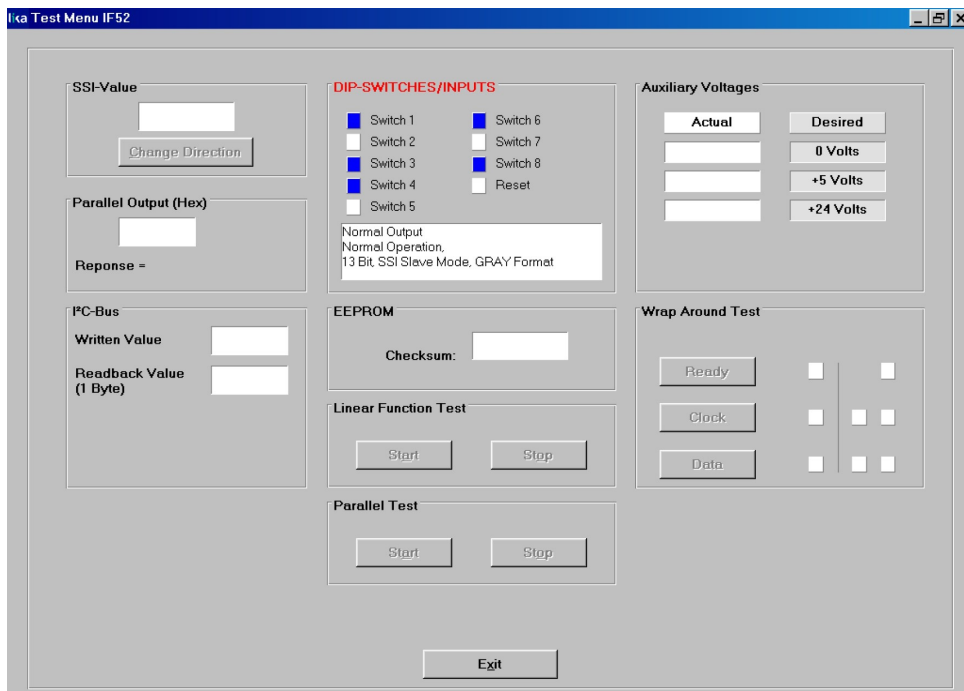 lika Test Menu IF52
SSI-Value
Change Direction
Parallel Output (Hex)
Reponse =
I²C-Bus
Written Value
Readback Value
(1 Byte)
DIP-SWITCHES/INPUTS
Switch 1
Switch 2
Switch 3
Switch 4
Switch 5
Switch 6
Switch 7
Switch 8
Reset
Normal Output
Normal Operation,
13 Bit, SSI Slave Mode, GRAY Format
EEPROM
Checksum:
Linear Function Test
Start Stop
Parallel Test
Start Stop
Auxiliary Voltages
Actual Desired
0 Volts
+5 Volts
+24 Volts
Wrap Around Test
Ready
Clock
Data
Exit